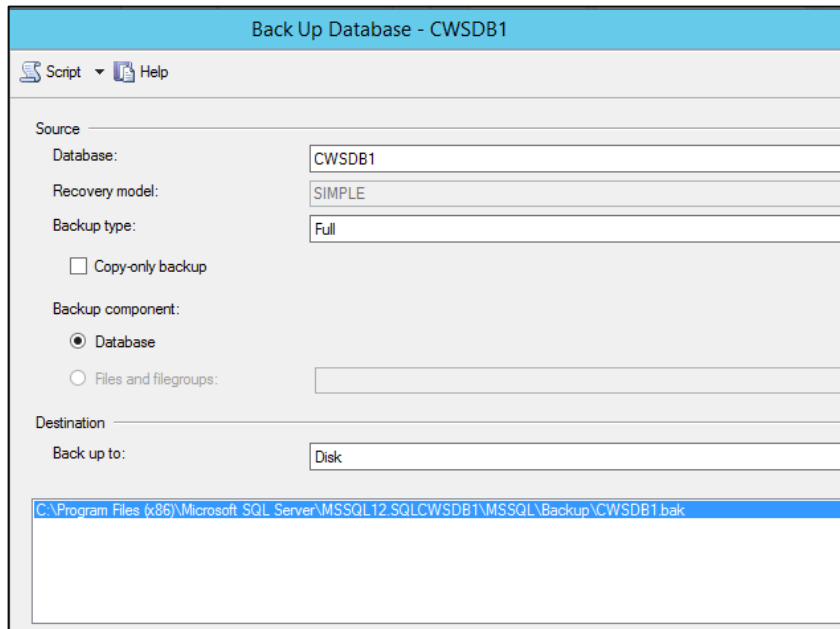 Back Up Database - CWSDB1
Script Help
Source
Database: CWSDB1
Recovery model: SIMPLE
Backup type: Full
Copy-only backup
Backup component:
Database
Files and filegroups:
Destination
Back up to: Disk
C:\Program Files (x86)\Microsoft SQL Server\MSSQL12.SQLCWSDB1\MSSQL\Backup\CWSDB1.bak